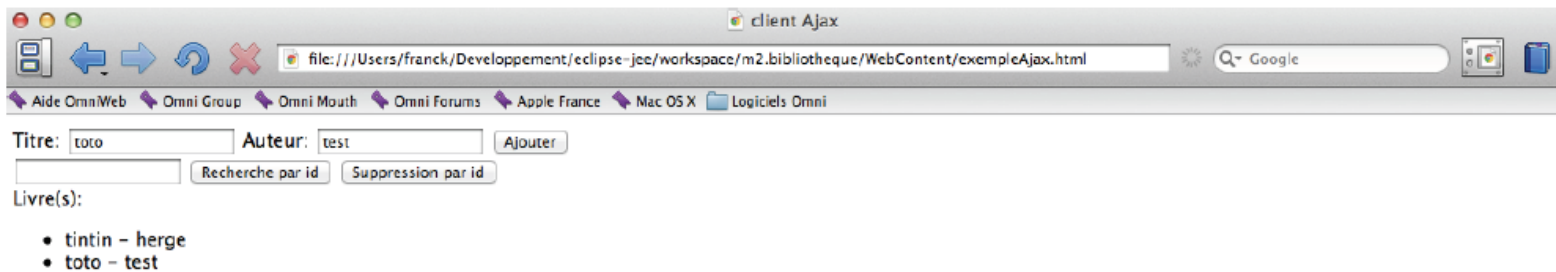 client Ajax
file:///Users/franck/Developpement/eclipse-jee/workspace/m2.bibliotheque/WebContent/exempleAjax.html
Google
Aide OmniWeb Omni Group Omni Mouth Omni Forums Apple France Mac OS X Logiciels Omni
Titre: toto Auteur: test Ajouter
Recherche par id Suppression par id
Livre(s):
• tintin – herge
• toto – test